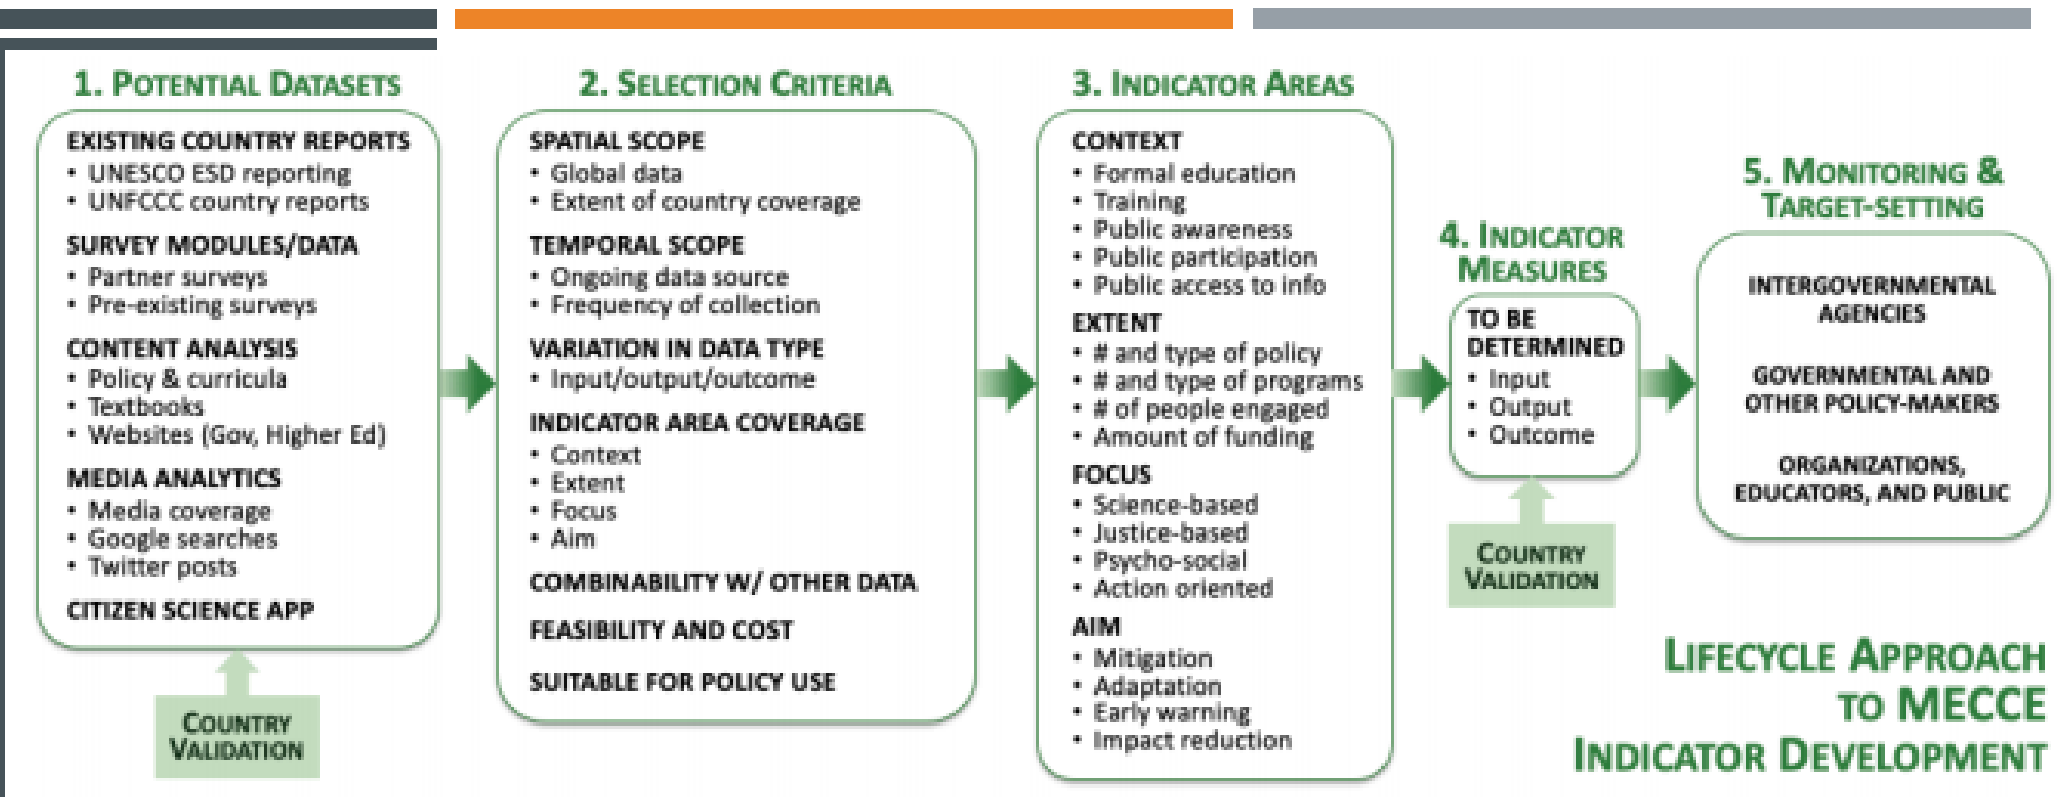 1. POTENTIAL DATASETS
EXISTING COUNTRY REPORTS
• UNESCO ESD reporting
• UNFCCC country reports
SURVEY MODULES/DATA
• Partner surveys
• Pre-existing surveys
CONTENT ANALYSIS
• Policy & curricula
• Textbooks
• Websites (Gov, Higher Ed)
MEDIA ANALYTICS
• Media coverage
• Google searches
• Twitter posts
CITIZEN SCIENCE APP
COUNTRY
VALIDATION
2. SELECTION CRITERIA
SPATIAL SCOPE
• Global data
• Extent of country coverage
TEMPORAL SCOPE
• Ongoing data source
• Frequency of collection
VARIATION IN DATA TYPE
• Input/output/outcome
INDICATOR AREA COVERAGE
• Context
• Extent
• Focus
• Aim
COMBINABILITY W/ OTHER DATA
FEASIBILITY AND COST
SUITABLE FOR POLICY USE
3. INDICATOR AREAS
CONTEXT
• Formal education
• Training
• Public awareness
• Public participation
• Public access to info
EXTENT
• # and type of policy
• # and type of programs
• # of people engaged
• Amount of funding
FOCUS
• Science-based
• Justice-based
• Psycho-social
• Action oriented
AIM
• Mitigation
• Adaptation
• Early warning
• Impact reduction
4. INDICATOR
MEASURES
TO BE
DETERMINED
• Input
• Output
• Outcome
COUNTRY
VALIDATION
5. MONITORING &
TARGET-SETTING
INTERGOVERNMENTAL
AGENCIES
GOVERNMENTAL AND
OTHER POLICY-MAKERS
ORGANIZATIONS,
EDUCATORS, AND PUBLIC
LIFECYCLE APPROACH
TO MECCE
INDICATOR DEVELOPMENT